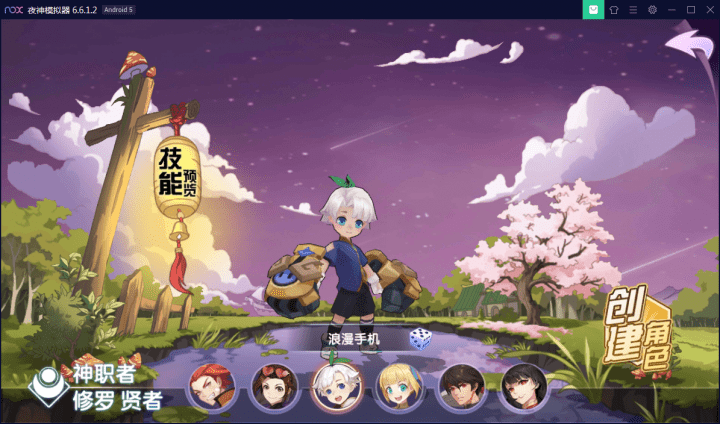 nox 夜神模拟器 6.6.1.2 Android 5
技能
预览
浪漫手机
创建
角色
神职者
修罗 贤者